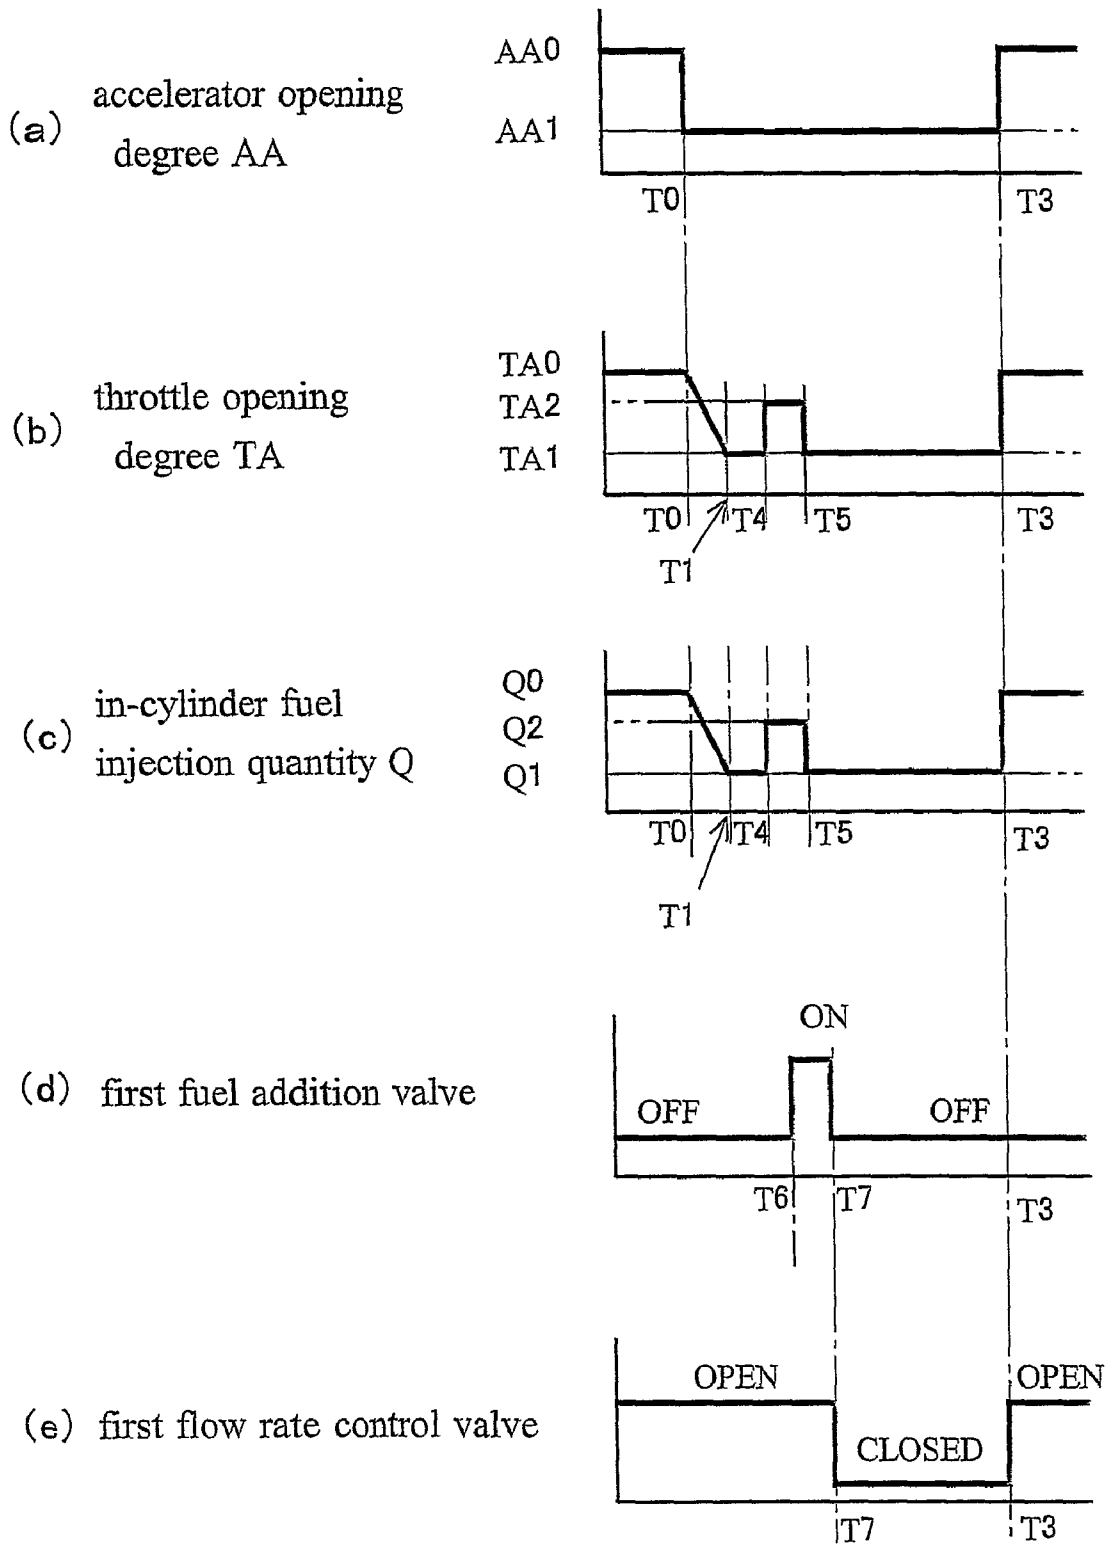 (a) accelerator opening
degree AA
AA0
AA1
T0
T3
(b) throttle opening
degree TA
TA0
TA2
TA1
T0
T4
T5
T3
T1
(c) in-cylinder fuel
injection quantity Q
Q0
Q2
Q1
T0
T4
T5
T3
T1
(d) first fuel addition valve
ON
OFF
OFF
T6
T7
T3
(e) first flow rate control valve
OPEN
OPEN
CLOSED
T7
T3